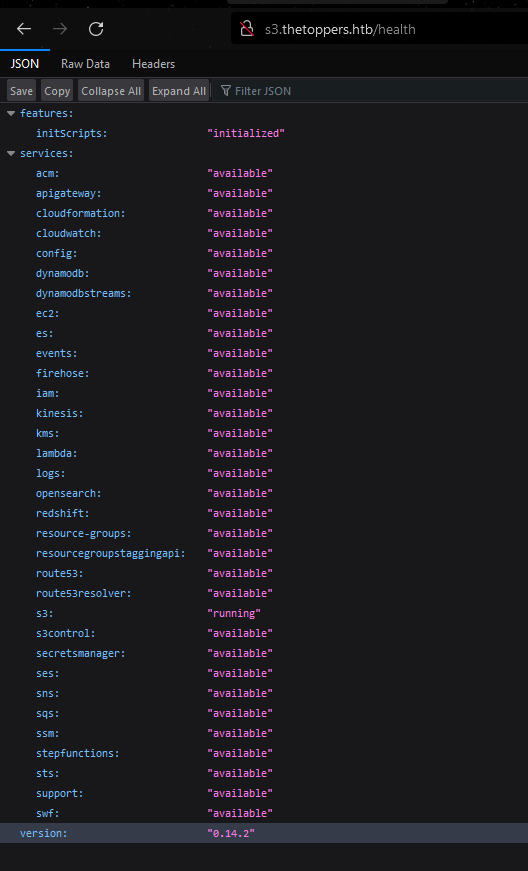 s3.thetoppers.htb/health
JSON Raw Data Headers
Save Copy Collapse All Expand All Filter JSON
features:
initScripts: "initialized"
services:
acm: "available"
apigateway: "available"
cloudformation: "available"
cloudwatch: "available"
config: "available"
dynamodb: "available"
dynamodbstreams: "available"
ec2: "available"
es: "available"
events: "available"
firehose: "available"
iam: "available"
kinesis: "available"
kms: "available"
lambda: "available"
logs: "available"
opensearch: "available"
redshift: "available"
resource-groups: "available"
resourcegroupstaggingapi: "available"
route53: "available"
route53resolver: "available"
s3: "running"
s3control: "available"
secretsmanager: "available"
ses: "available"
sns: "available"
sqs: "available"
ssm: "available"
stepfunctions: "available"
sts: "available"
support: "available"
swf: "available"
version: "0.14.2"